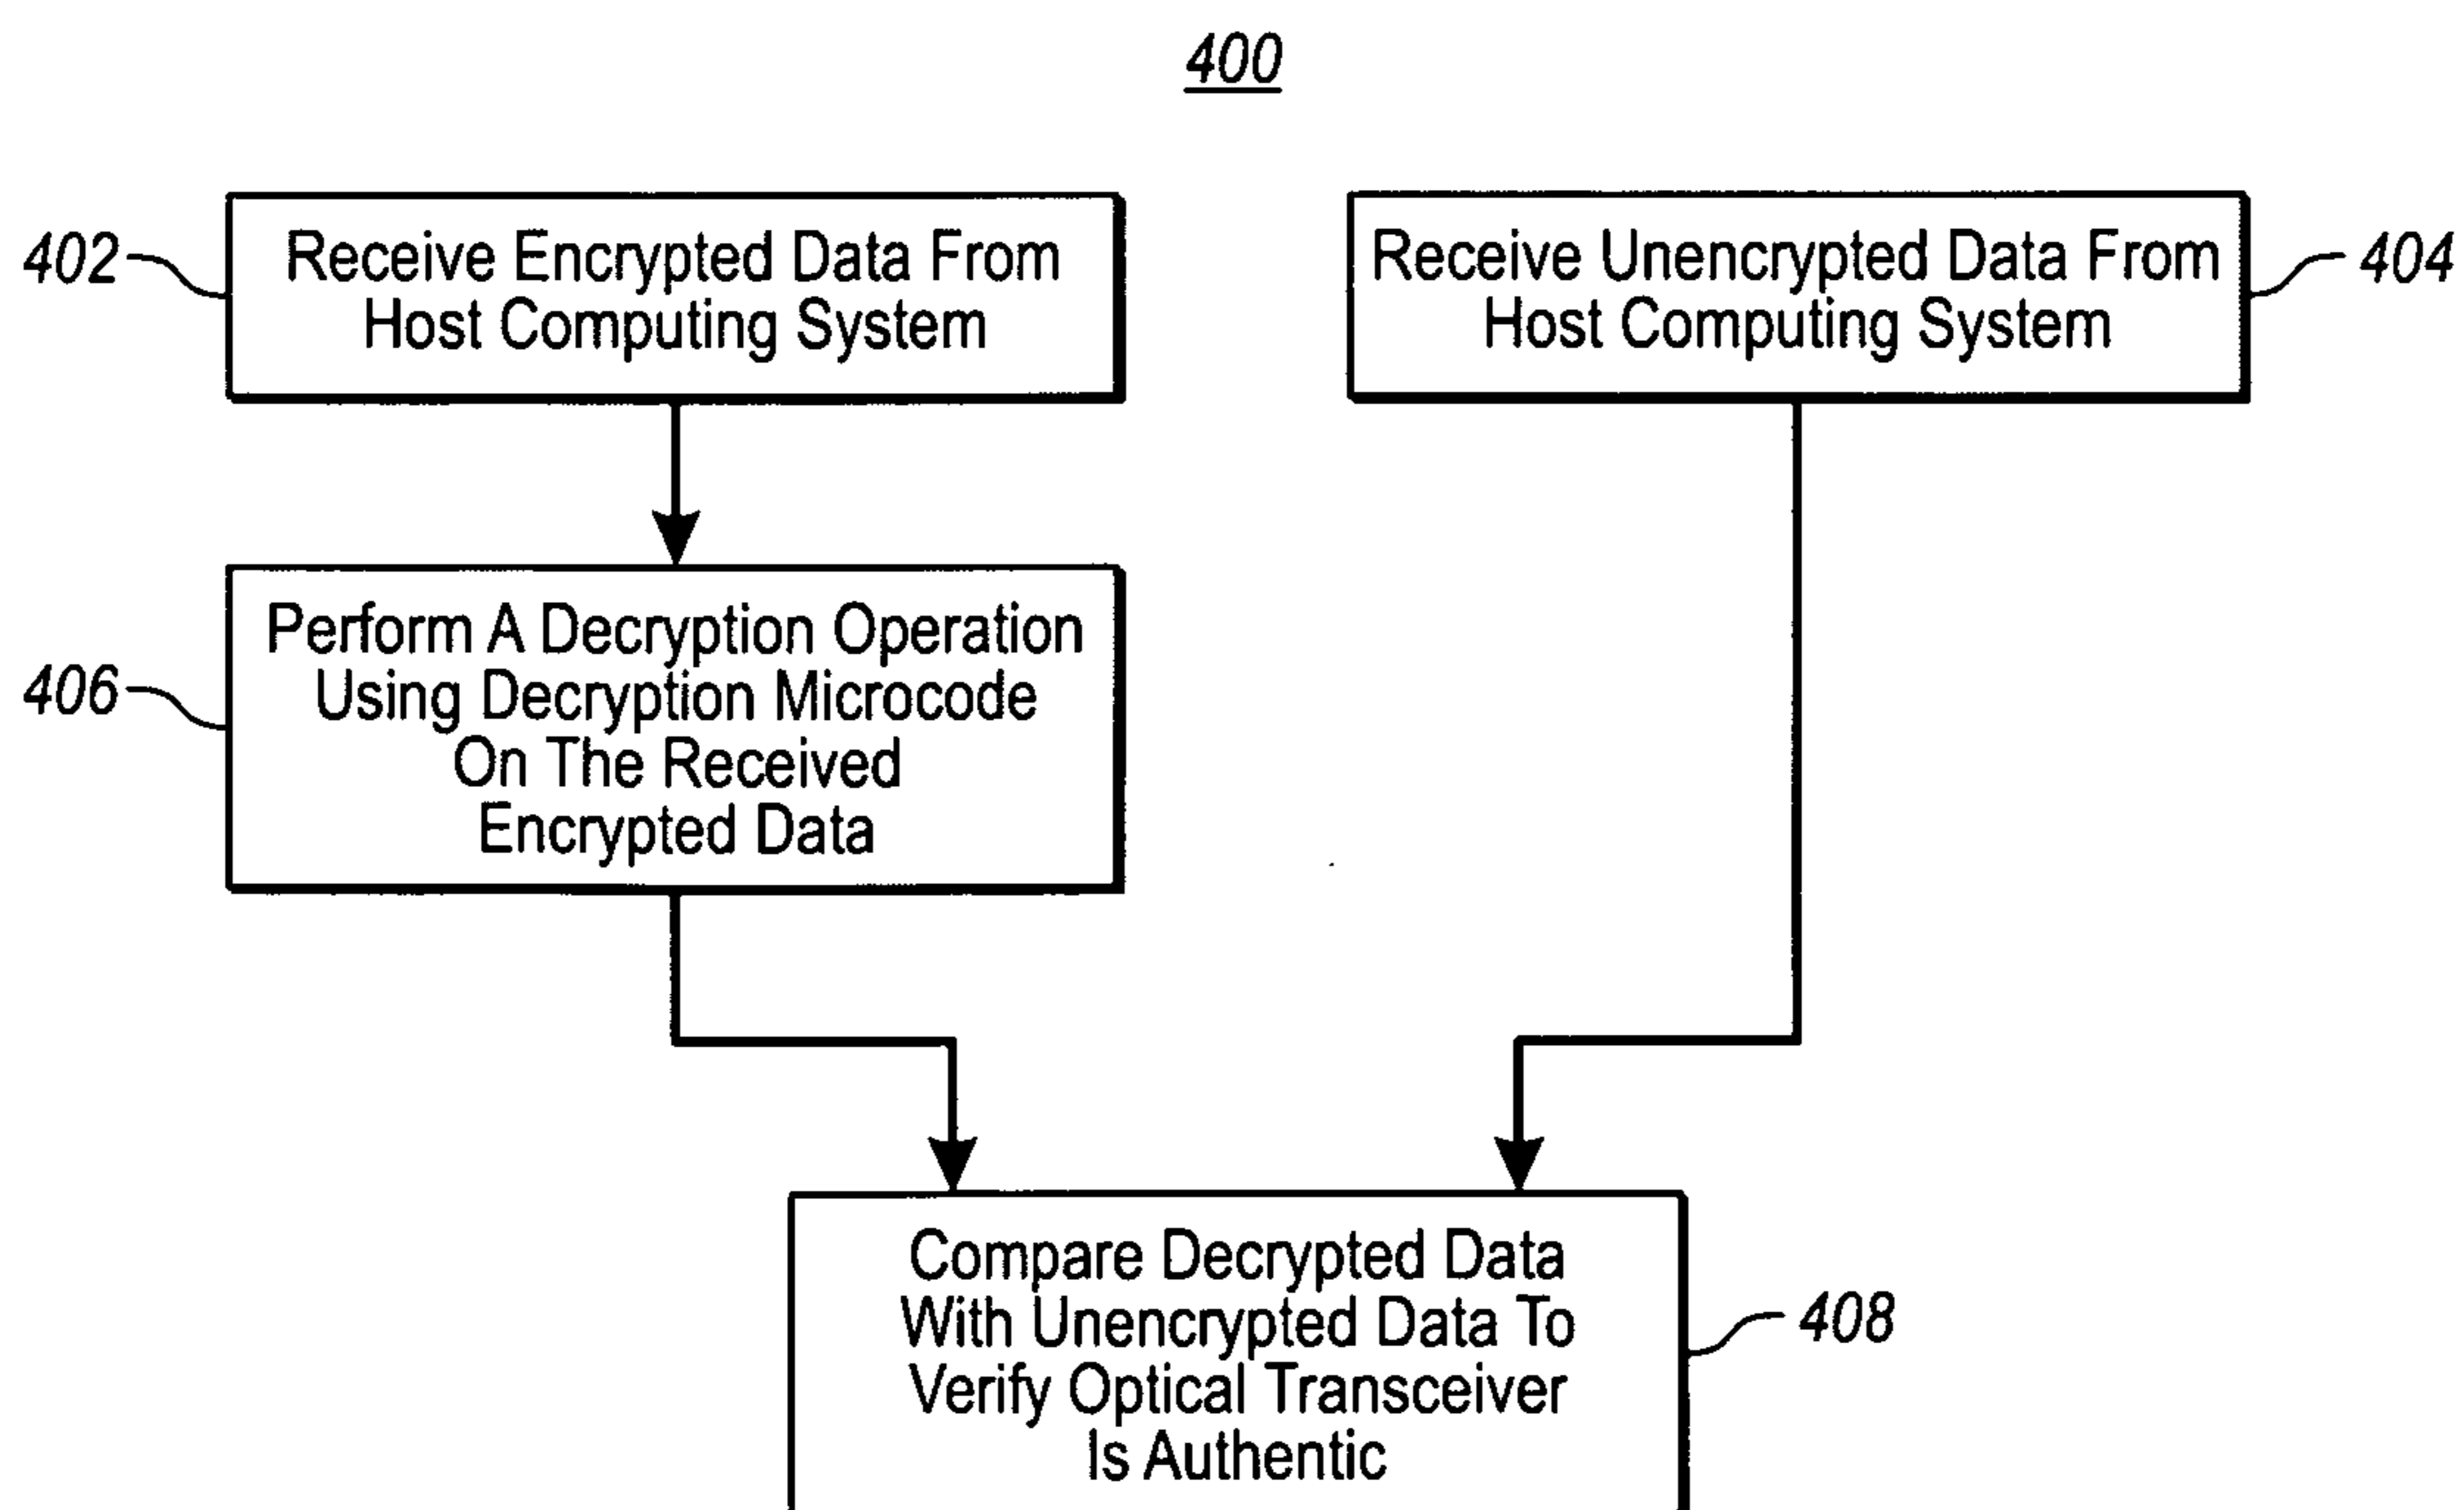 400
402
Receive Encrypted Data From
Host Computing System
Receive Unencrypted Data From
Host Computing System
404
406
Perform A Decryption Operation
Using Decryption Microcode
On The Received
Encrypted Data
Compare Decrypted Data
With Unencrypted Data To
Verify Optical Transceiver
Is Authentic
408